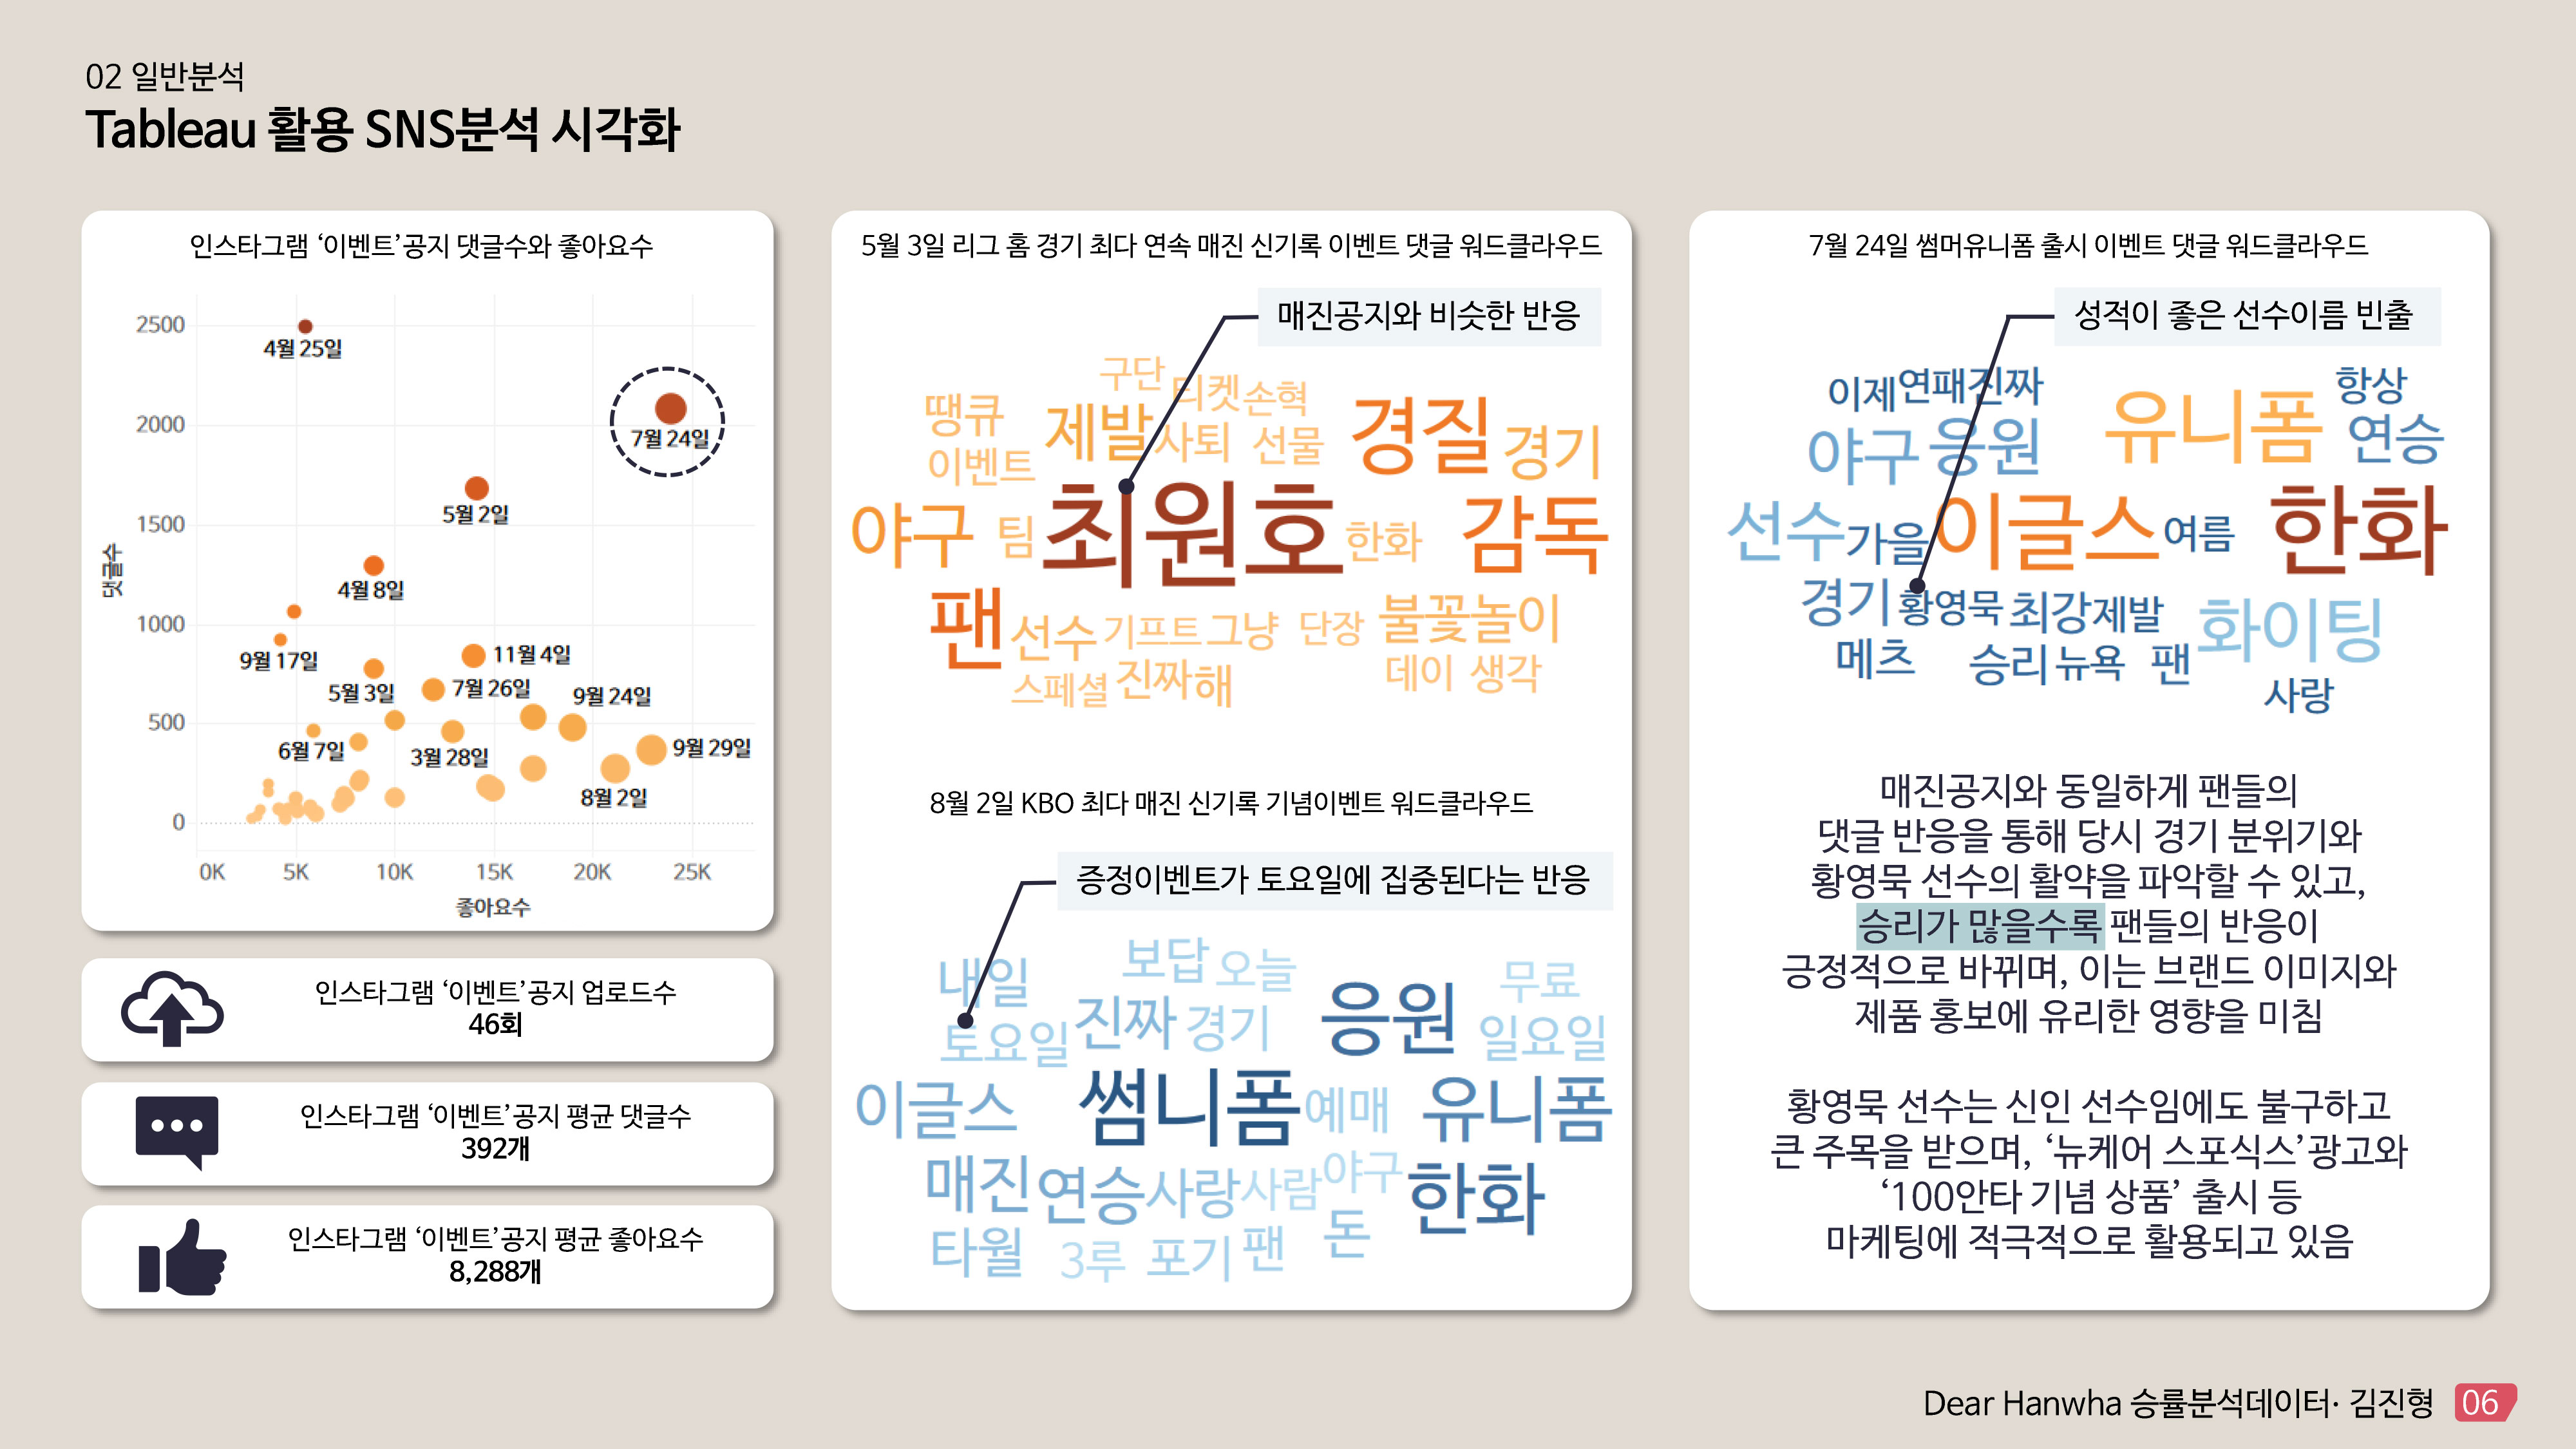 02 일반분석
Tableau 활용 SNS분석 시각화
인스타그램 ‘이벤트’공지 댓글수와 좋아요수
2500
4월 25일
2000
7월 24일
5월 2일
1500
댓글수
4월 8일
1000
9월 17일
11월 4일
5월 3일
7월 26일
9월 24일
500
6월 7일
3월 28일
9월 29일
8월 2일
0
0K 5K 10K 15K 20K 25K
좋아요수
인스타그램 ‘이벤트’공지 업로드수
46회
인스타그램 ‘이벤트’공지 평균 댓글수
392개
인스타그램 ‘이벤트’공지 평균 좋아요수
8,288개
5월 3일 리그 홈 경기 최다 연속 매진 신기록 이벤트 댓글 워드클라우드
매진공지와 비슷한 반응
구단 티켓 손혁
땡큐 제발 사퇴 선물 경질 경기
이벤트
야구 팀 최원호 한화 감독
팬 선수 기프트 그냥 단장 불꽃놀이
스페셜 진짜 해 데이 생각
8월 2일 KBO 최다 매진 신기록 기념이벤트 워드클라우드
증정이벤트가 토요일에 집중된다는 반응
내일 보답 오늘 무료
토요일 진짜 경기 응원 일요일
이글스 썸니폼 예매 유니폼
매진 연승 사랑 사람 야구 한화
타월 3루 포기 팬 돈
7월 24일 썸머유니폼 출시 이벤트 댓글 워드클라우드
성적이 좋은 선수이름 빈출
이제 연패 진짜 항상
야구 응원 유니폼 연승
선수 가을 이글스 여름 한화
경기 황영묵 최강 제발 화이팅
메츠 승리 뉴욕 팬
사랑
매진공지와 동일하게 팬들의
댓글 반응을 통해 당시 경기 분위기와
황영묵 선수의 활약을 파악할 수 있고,
승리가 많을수록 팬들의 반응이
긍정적으로 바뀌며, 이는 브랜드 이미지와
제품 홍보에 유리한 영향을 미침
황영묵 선수는 신인 선수임에도 불구하고
큰 주목을 받으며, ‘뉴케어 스포식스’광고와
‘100안타 기념 상품’ 출시 등
마케팅에 적극적으로 활용되고 있음
Dear Hanwha 승률분석데이터· 김진형 06